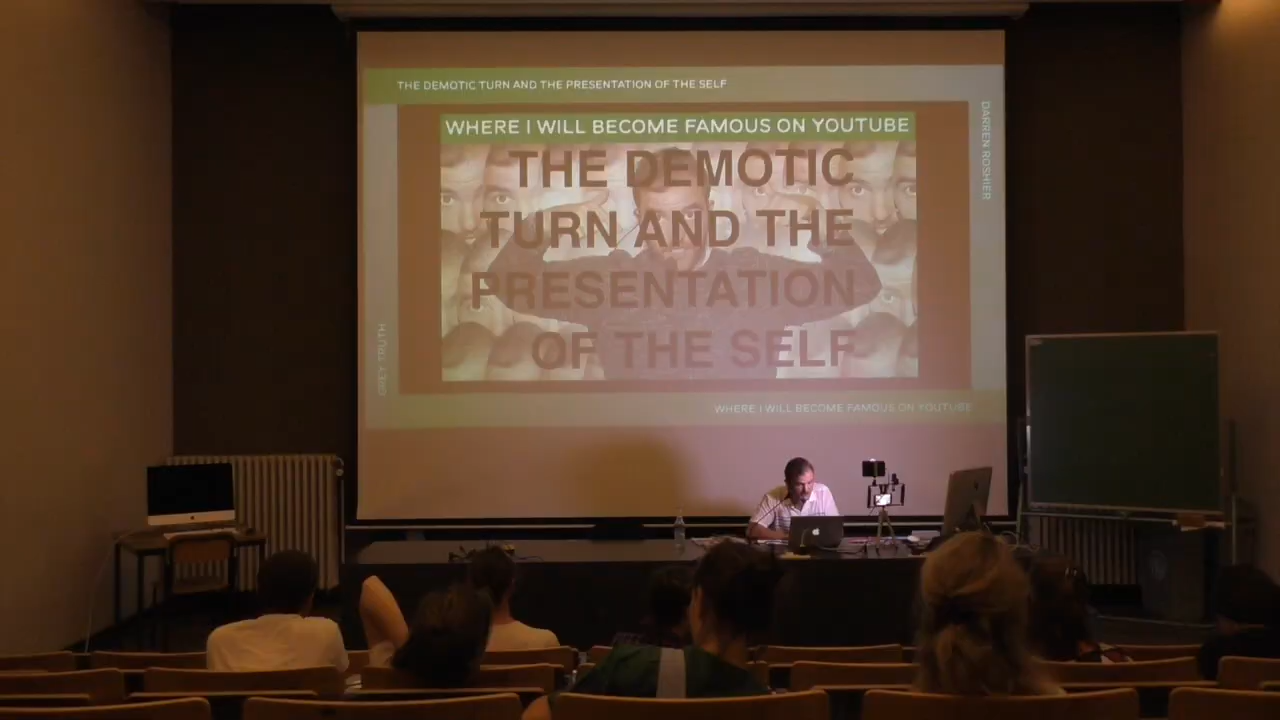 THE DEMOTIC TURN AND THE PRESENTATION OF THE SELF
WHERE I WILL BECOME FAMOUS ON YOUTUBE
THE DEMOTIC
TURN AND THE
PRESENTATION
OF THE SELF
DARREN ROSHIER
GREY TRUTH
WHERE I WILL BECOME FAMOUS ON YOUTUBE